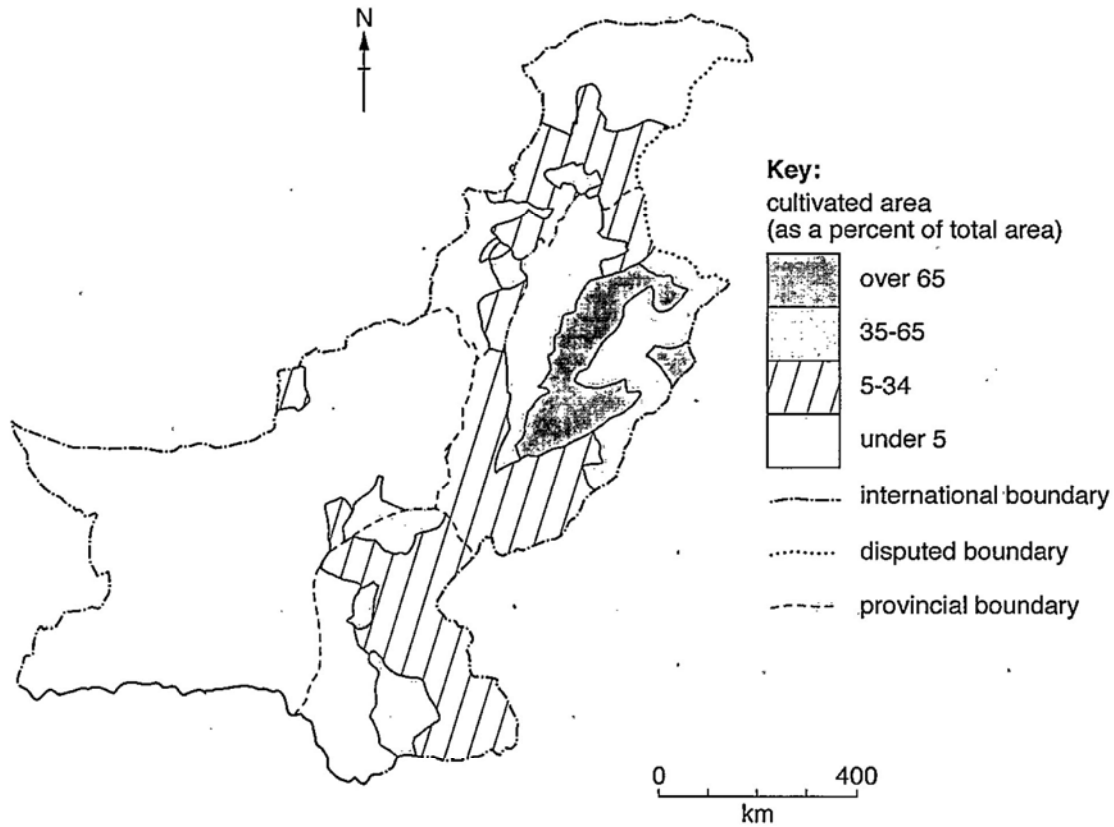 N
Key:
cultivated area
(as a percent of total area)
over 65
35-65
5-34
under 5
international boundary
disputed boundary
provincial boundary
0 400
km